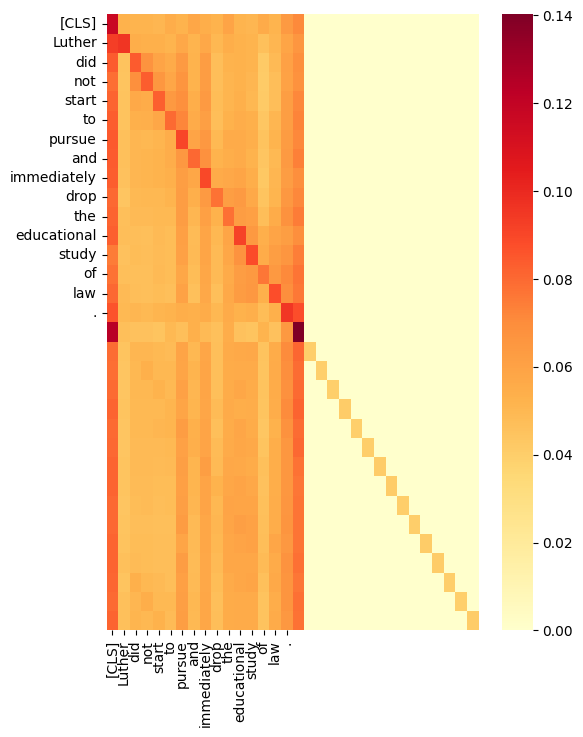 [CLS]
Luther
did
not
start
to
pursue
and
immediately
drop
the
educational
study
of
law
.
0.14
0.12
0.10
0.08
0.06
0.04
0.02
0.00
[CLS]
Luther
did
not
start
to
pursue
and
immediately
drop
the
educational
study
of
law
.